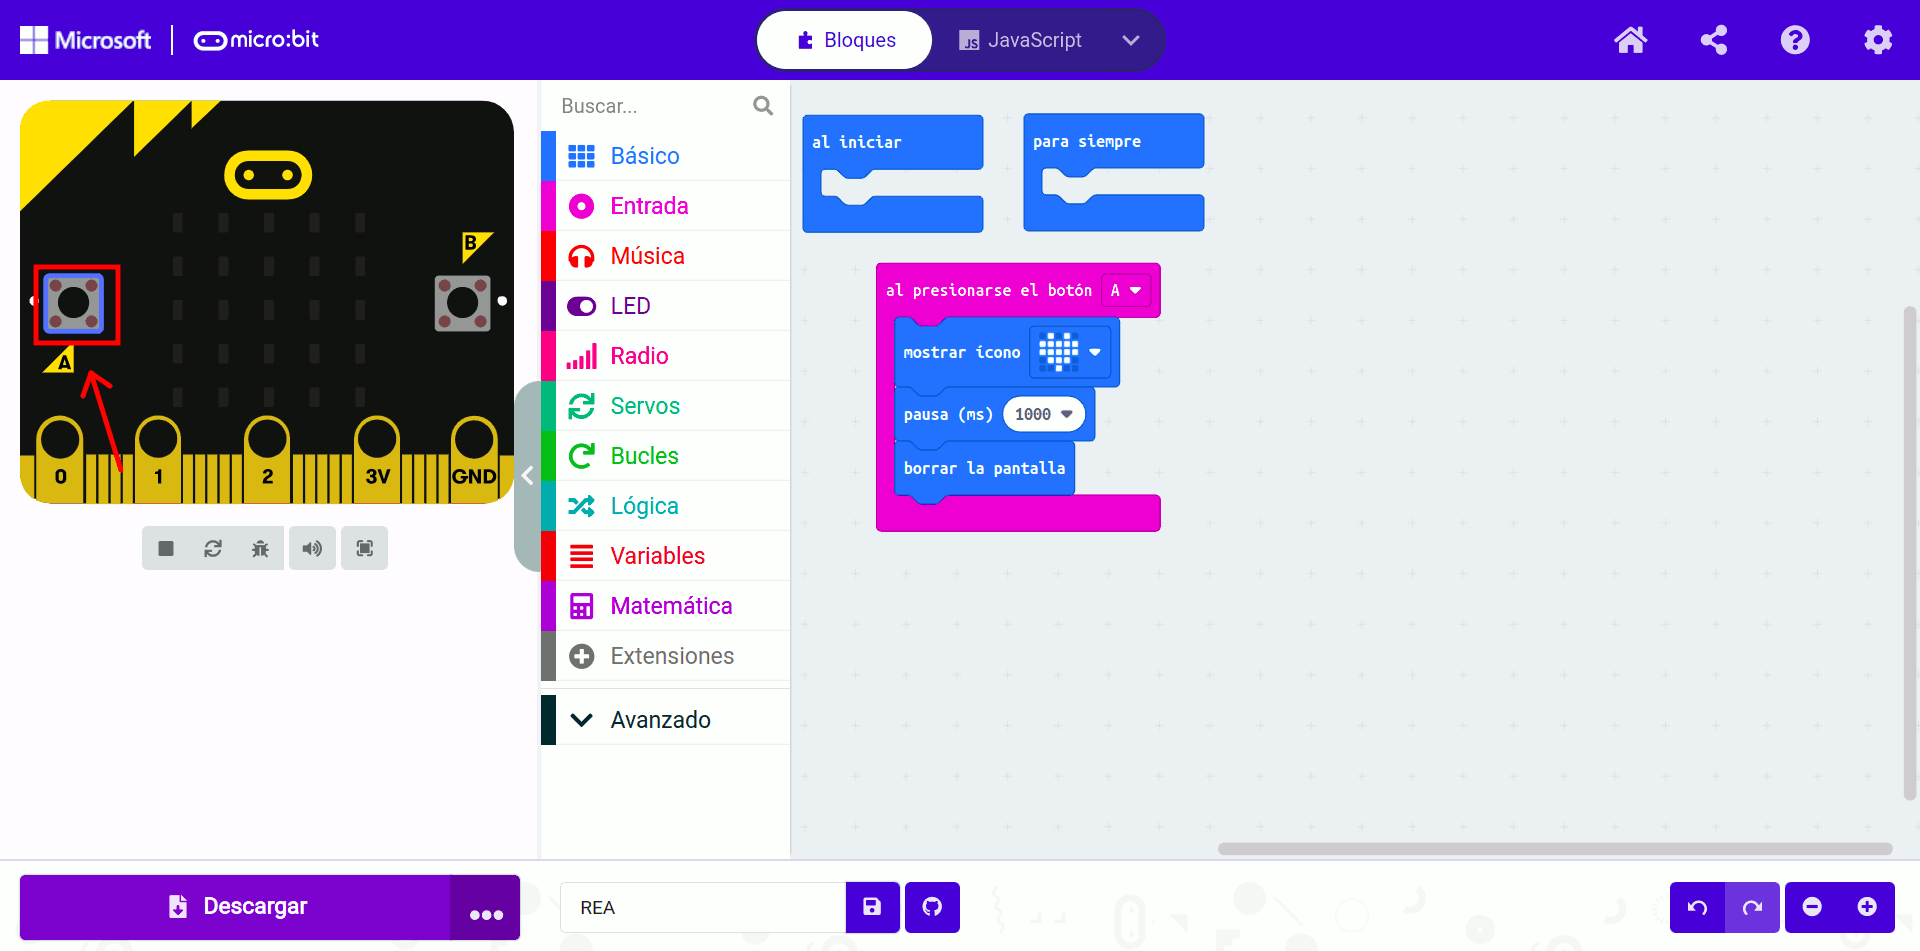 Microsoft micro:bit
Bloques
JavaScript
Buscar...
Básico
Entrada
Música
LED
Radio
Servos
Bucles
Lógica
Variables
Matemática
Extensiones
Avanzado
B
A
0 1 2 3V GND
al iniciar
para siempre
al presionarse el botón A
mostrar ícono
pausa (ms) 1000
borrar la pantalla
Descargar
REA